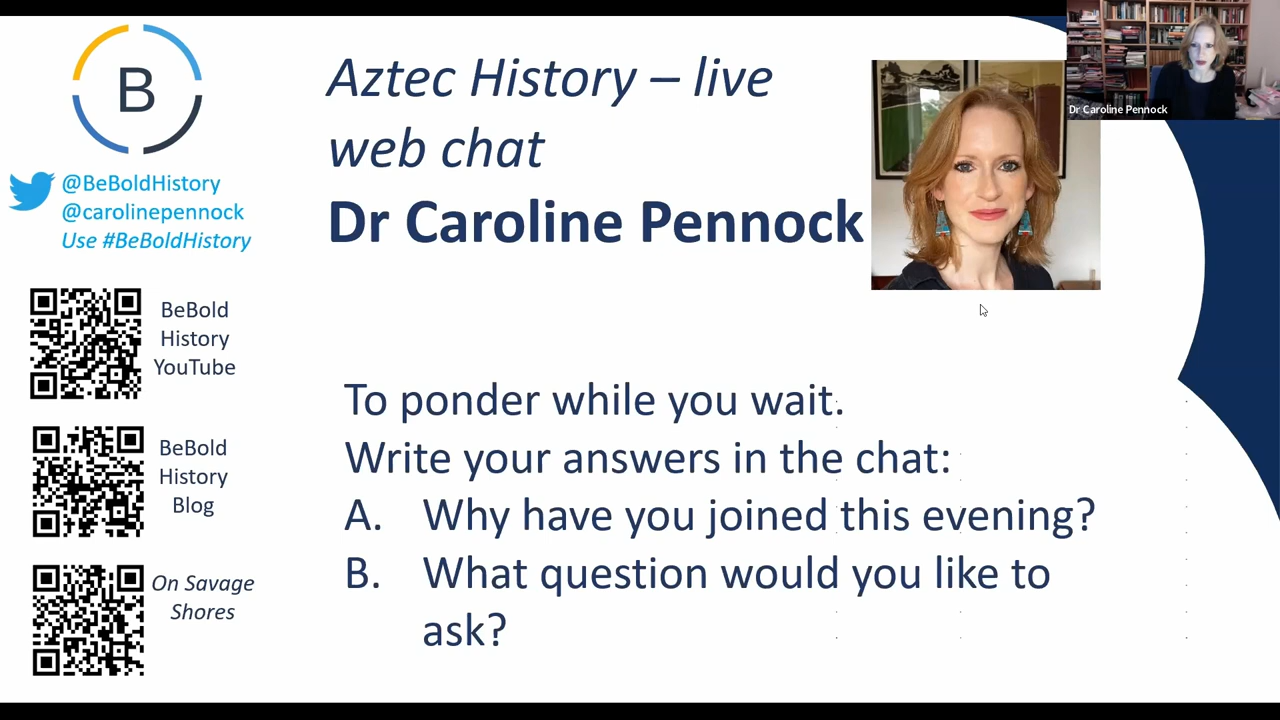 B
@BeBoldHistory
@carolinepennock
Use #BeBoldHistory
BeBold
History
YouTube
BeBold
History
Blog
On Savage
Shores
Aztec History – live
web chat
Dr Caroline Pennock
Dr Caroline Pennock
To ponder while you wait.
Write your answers in the chat:
A. Why have you joined this evening?
B. What question would you like to
ask?